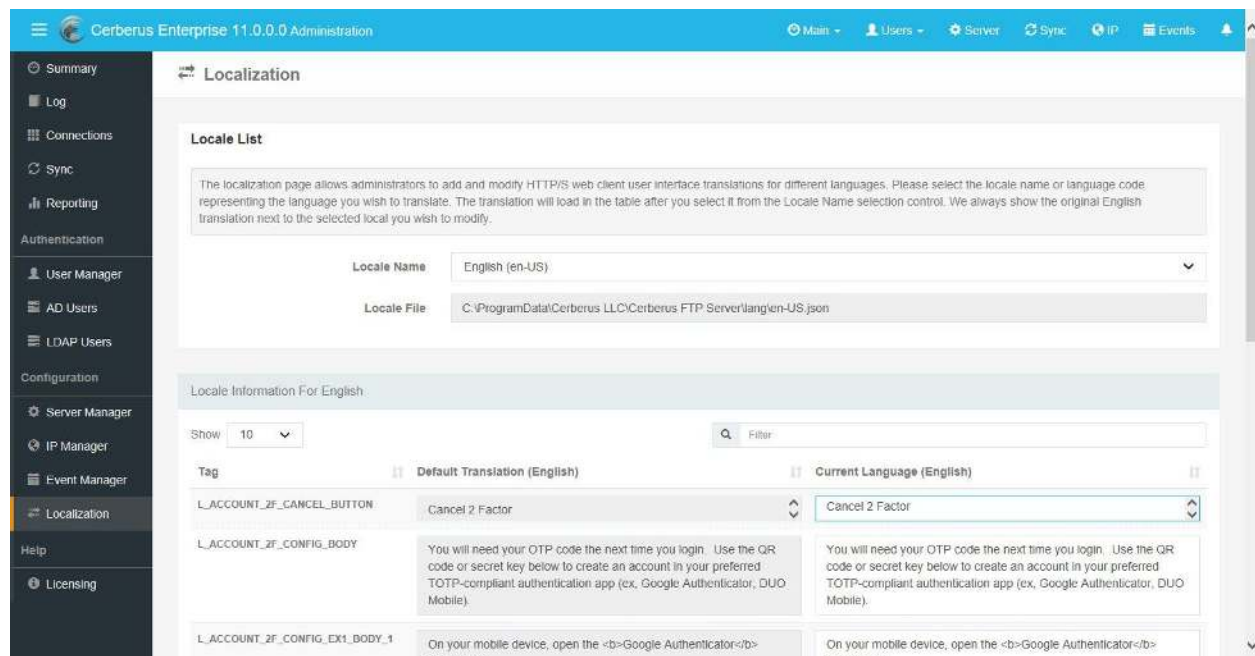 Cerberus Enterprise 11.0.0.0 Administration
Main
Users
Server
Sync
IP
Events
Summary
Log
Connections
Sync
Reporting
Authentication
User Manager
AD Users
LDAP Users
Configuration
Server Manager
IP Manager
Event Manager
Localization
Help
Licensing
Localization
Locale List
The localization page allows administrators to add and modify HTTP/S web client user interface translations for different languages. Please select the locale name or language code
representing the language you wish to translate. The translation will load in the table after you select it from the Locale Name selection control. We always show the original English
translation next to the selected local you wish to modify.
Locale Name
English (en-US)
Locale File
C:\ProgramData\Cerberus LLC\Cerberus FTP Server\lang\en-US.json
Locale Information For English
Show 10
Filter
Tag
Default Translation (English)
Current Language (English)
L_ACCOUNT_2F_CANCEL_BUTTON
Cancel 2 Factor
Cancel 2 Factor
L_ACCOUNT_2F_CONFIG_BODY
You will need your OTP code the next time you login. Use the QR
code or secret key below to create an account in your preferred
TOTP-compliant authentication app (ex, Google Authenticator, DUO
Mobile).
You will need your OTP code the next time you login. Use the QR
code or secret key below to create an account in your preferred
TOTP-compliant authentication app (ex, Google Authenticator, DUO
Mobile).
L_ACCOUNT_2F_CONFIG_EX1_BODY_1
On your mobile device, open the <b>Google Authenticator</b>
On your mobile device, open the <b>Google Authenticator</b>